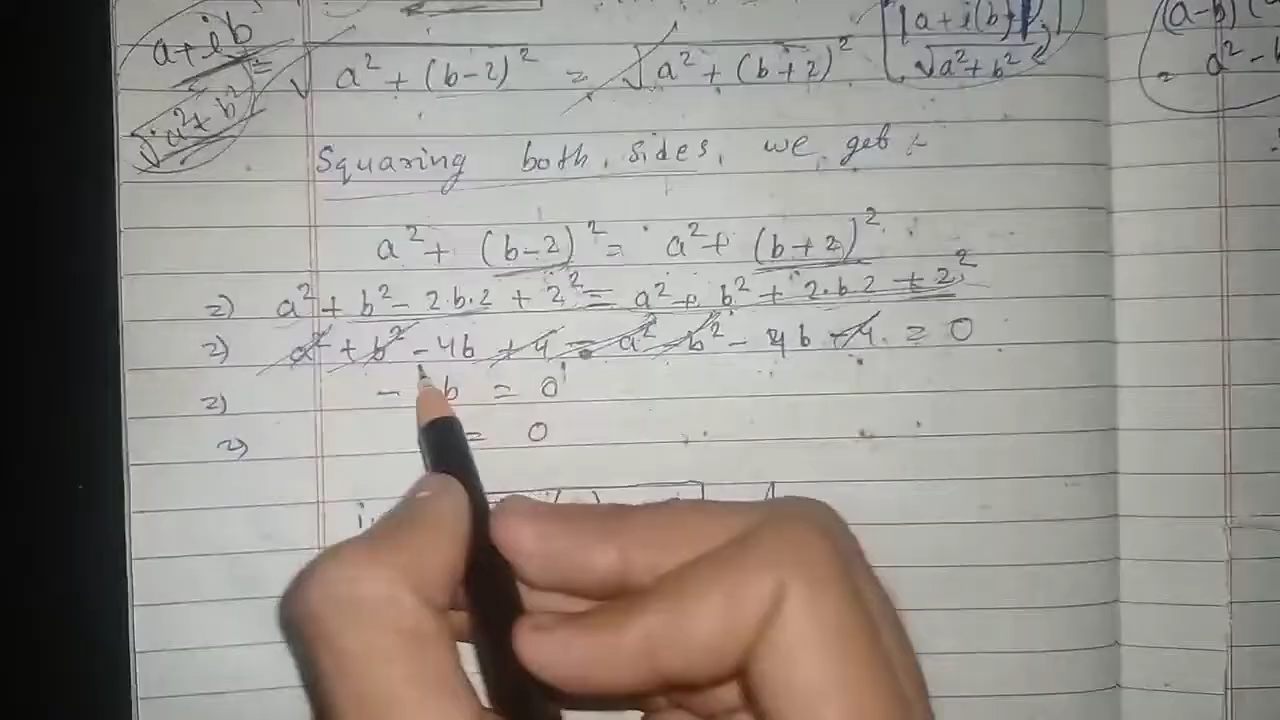 a+ib
√a²+b²
=
√a² + (b-2)² = √a² + (b+2)²
|a+i(b+
√a²+b²
(a-b)
= a² -
Squaring both sides, we get :-
a² + (b-2)² = a² + (b+2)²
=) a² + b² - 2.b.2 + 2² = a² + b² + 2.b.2 + 2²
=) a² + b² - 4b + 4 - a² - b² - 4b - 4 = 0
=) - b = 0
=) = 0